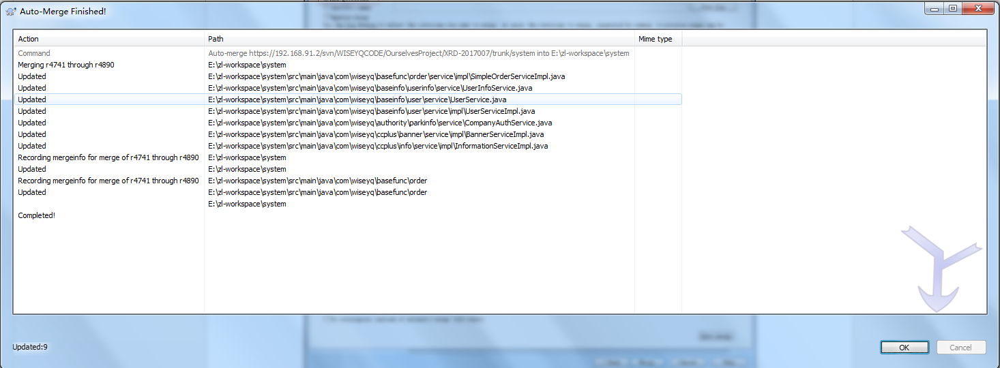 Auto-Merge Finished!
Action Path Mime type
Command Auto-merge https://192.168.91.2/svn/WISEYQCODE/OurselvesProject/XRD-2017007/trunk/system into E:\zl-workspace\system
Merging r4741 through r4890 E:\zl-workspace\system
Updated E:\zl-workspace\system\src\main\java\com\wiseyq\basefunc\order\service\impl\SimpleOrderServiceImpl.java
Updated E:\zl-workspace\system\src\main\java\com\wiseyq\baseinfo\userinfo\service\UserInfoService.java
Updated E:\zl-workspace\system\src\main\java\com\wiseyq\baseinfo\user\service\UserService.java
Updated E:\zl-workspace\system\src\main\java\com\wiseyq\baseinfo\user\service\impl\UserServiceImpl.java
Updated E:\zl-workspace\system\src\main\java\com\wiseyq\authority\parkinfo\service\CompanyAuthService.java
Updated E:\zl-workspace\system\src\main\java\com\wiseyq\ccplus\banner\service\impl\BannerServiceImpl.java
Updated E:\zl-workspace\system\src\main\java\com\wiseyq\ccplus\info\service\impl\InformationServiceImpl.java
Recording mergeinfo for merge of r4741 through r4890 E:\zl-workspace\system
Updated E:\zl-workspace\system
Recording mergeinfo for merge of r4741 through r4890 E:\zl-workspace\system\src\main\java\com\wiseyq\basefunc\order
Updated E:\zl-workspace\system\src\main\java\com\wiseyq\basefunc\order
E:\zl-workspace\system
Completed!
Updated:9
OK Cancel